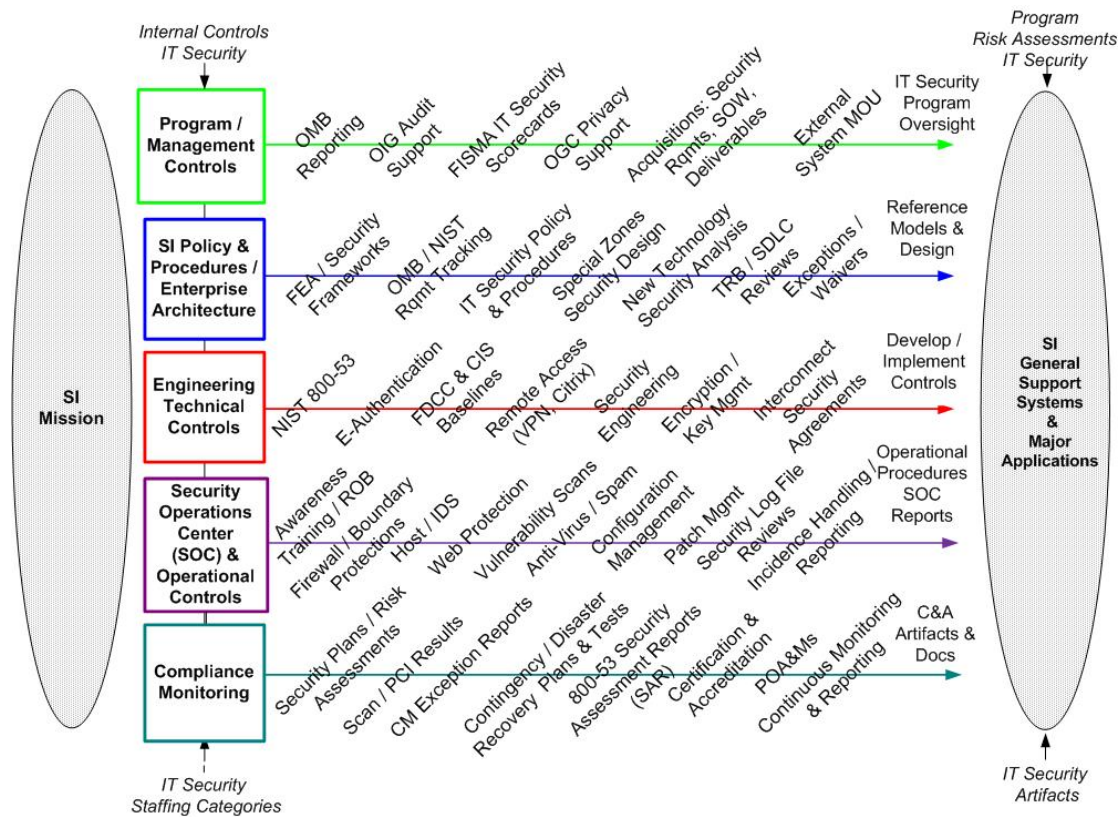 Internal Controls
IT Security
Program
Risk Assessments
IT Security
SI
Mission
Program /
Management
Controls
OMB
Reporting
OIG Audit
Support
FISMA IT Security
Scorecards
OGC Privacy
Support
Acquisitions: Security
Rqmts, SOW,
Deliverables
External
System MOU
IT Security
Program
Oversight
SI Policy &
Procedures /
Enterprise
Architecture
FEA / Security
Frameworks
OMB / NIST
Rqmt Tracking
IT Security Policy
& Procedures
Special Zones
Security Design
New Technology
Security Analysis
TRB / SDLC
Reviews
Exceptions /
Waivers
Reference
Models &
Design
Engineering
Technical
Controls
NIST 800-53
E-Authentication
FDCC & CIS
Baselines
Remote Access
(VPN, Citrix)
Security
Engineering
Encryption /
Key Mgmt
Interconnect
Security
Agreements
Develop /
Implement
Controls
Security
Operations
Center
(SOC) &
Operational
Controls
Awareness
Training / ROB
Firewall / Boundary
Protections
Host / IDS
Web Protection
Vulnerability Scans
Anti-Virus / Spam
Configuration
Management
Patch Mgmt
Security Log File
Reviews
Incidence Handling /
Reporting
Operational
Procedures
SOC
Reports
Compliance
Monitoring
Security Plans / Risk
Assessments
Scan / PCI Results
CM Exception Reports
Contingency / Disaster
Recovery Plans & Tests
800-53 Security
Assessment Reports
(SAR)
Certification &
Accreditation
POA&Ms
Continuous Monitoring
& Reporting
C&A
Artifacts &
Docs
SI
General
Support
Systems
&
Major
Applications
IT Security
Staffing Categories
IT Security
Artifacts